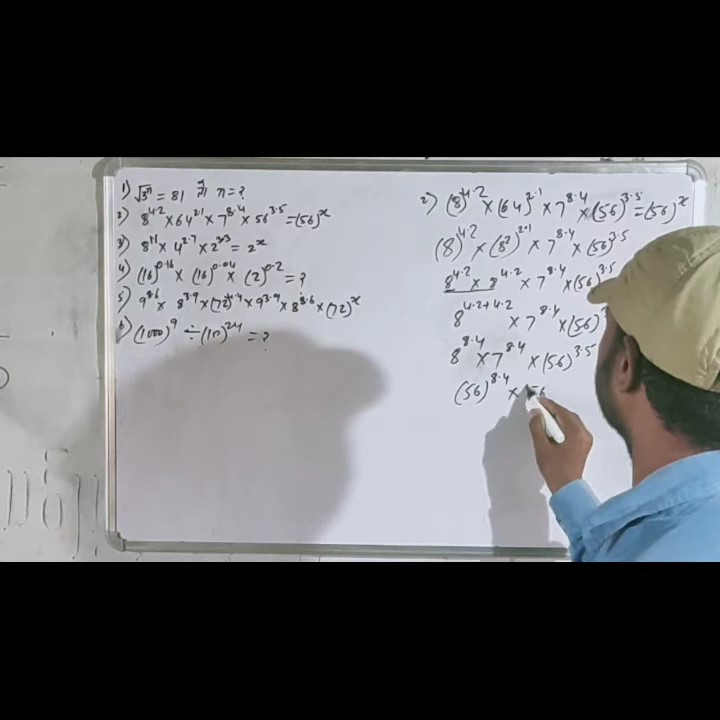 1) √3ⁿ = 81 तो n = ?
2) 8^4.2 × 64^2.1 × 7^8.4 × 56^3.5 = (56)^x
3) 8^1.1 × 4^2.7 × 2^3.3 = 2^x
4) (16)^0.16 × (16)^0.04 × (2)^0.2 = ?
5) 9^8.6 × 8^3.9 × (72)^4.4 × 9^3.9 × 8^8.6 × (72)^x
6) (1000)^9 ÷ (10)^24 = ?
2) (8)^4.2 × (64)^2.1 × 7^8.4 × (56)^3.5 = (56)^x
(8)^4.2 × (8²)^2.1 × 7^8.4 × (56)^3.5
8^4.2 × 8^4.2 × 7^8.4 × (56)^3.5
8^4.2+4.2 × 7^8.4 × (56)^3
8^8.4 × 7^8.4 × (56)^3.5
(56)^8.4 × 56